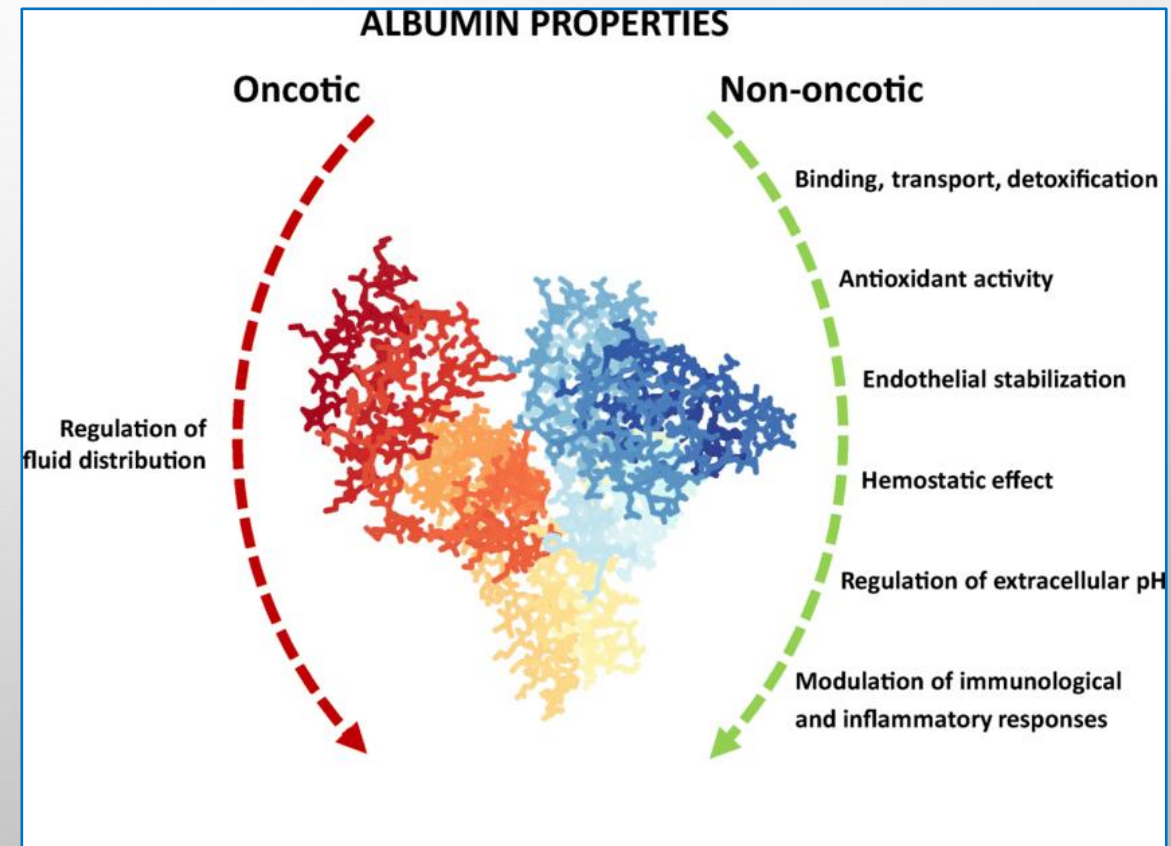 ALBUMIN PROPERTIES
Oncotic
Non-oncotic
Binding, transport, detoxification
Antioxidant activity
Endothelial stabilization
Regulation of
fluid distribution
Hemostatic effect
Regulation of extracellular pH
Modulation of immunological
and inflammatory responses